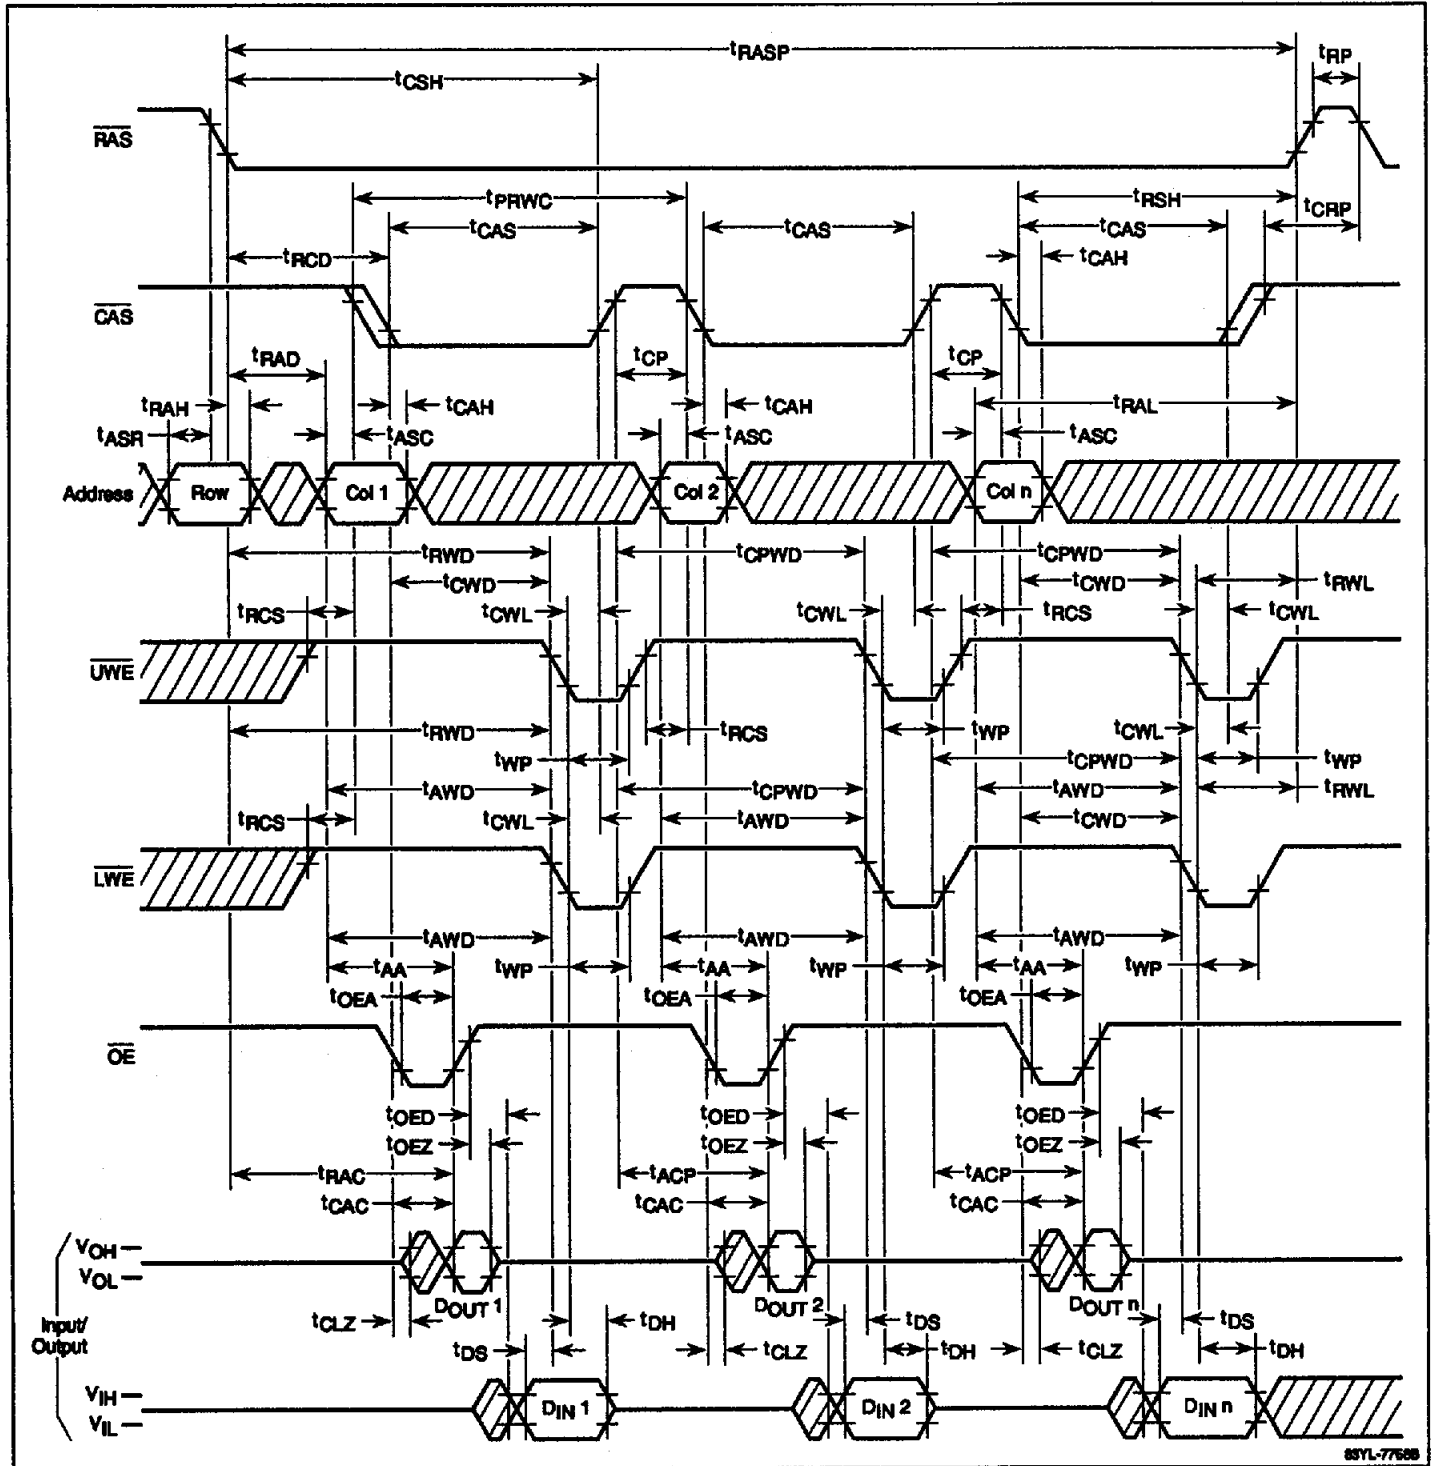 tRASP
tRP
tCSH
RAS
tPRWC
tRSH
tCRP
tCAS
tCAS
tCAS
tRCD
tCAH
CAS
tRAD
tCP
tCP
tRAH
tCAH
tCAH
tRAL
tASR
tASC
tASC
tASC
Address
Row
Col 1
Col 2
Col n
tRWD
tCPWD
tCPWD
tCWD
tCWD
tRWL
tRCS
tCWL
tCWL
tRCS
tCWL
UWE
tRWD
tRCS
tWP
tCWL
tWP
tCPWD
tWP
tAWD
tCPWD
tAWD
tRWL
tRCS
tCWL
tAWD
tCWD
LWE
tAWD
tAWD
tAWD
tAA
tWP
tAA
tWP
tAA
tWP
tOEA
tOEA
tOEA
OE
tOED
tOED
tOED
tOEZ
tOEZ
tOEZ
tRAC
tACP
tACP
tCAC
tCAC
tCAC
VOH
VOL
DOUT 1
DOUT 2
DOUT n
tCLZ
tDH
tDS
tDS
Input/
Output
tDS
tCLZ
tDH
tCLZ
tDH
VIH
VIL
DIN 1
DIN 2
DIN n
83YL-7768B